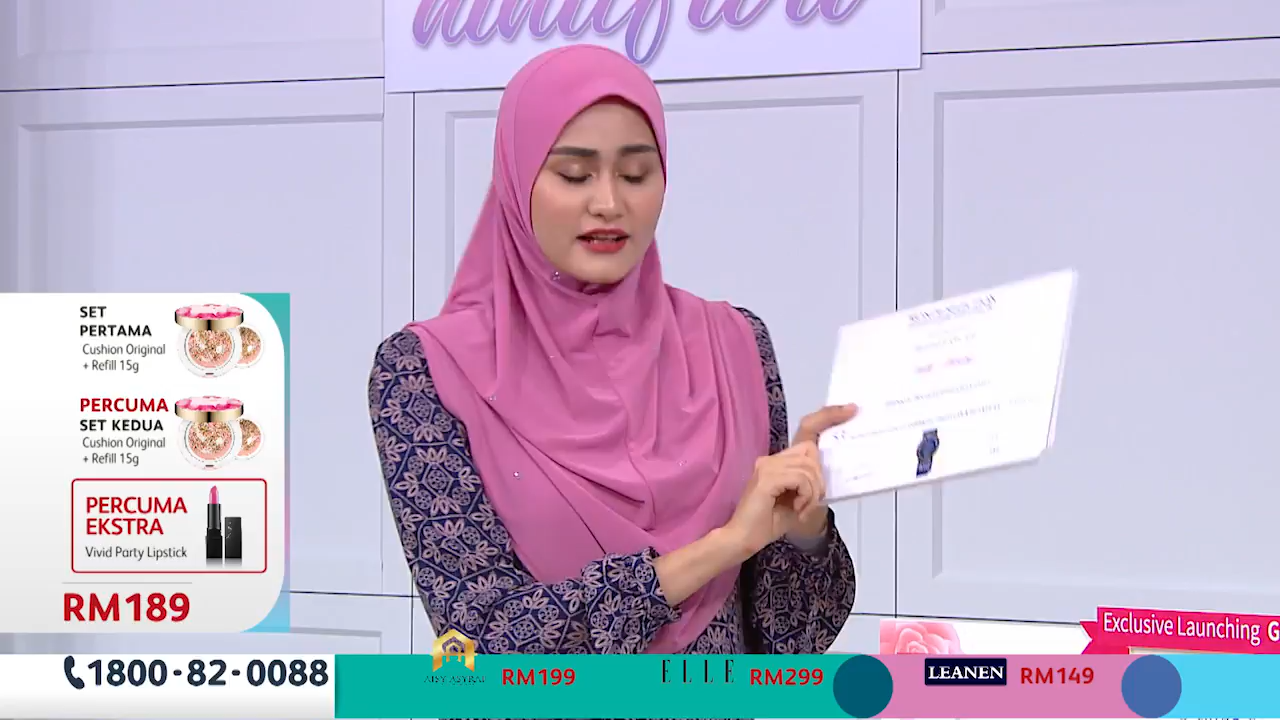 SET
PERTAMA
Cushion Original
+ Refill 15g
PERCUMA
SET KEDUA
Cushion Original
+ Refill 15g
PERCUMA
EKSTRA
Vivid Party Lipstick
RM189
Exclusive Launching G
1800-82-0088
RM199
ELLE
RM299
LEANEN
RM149